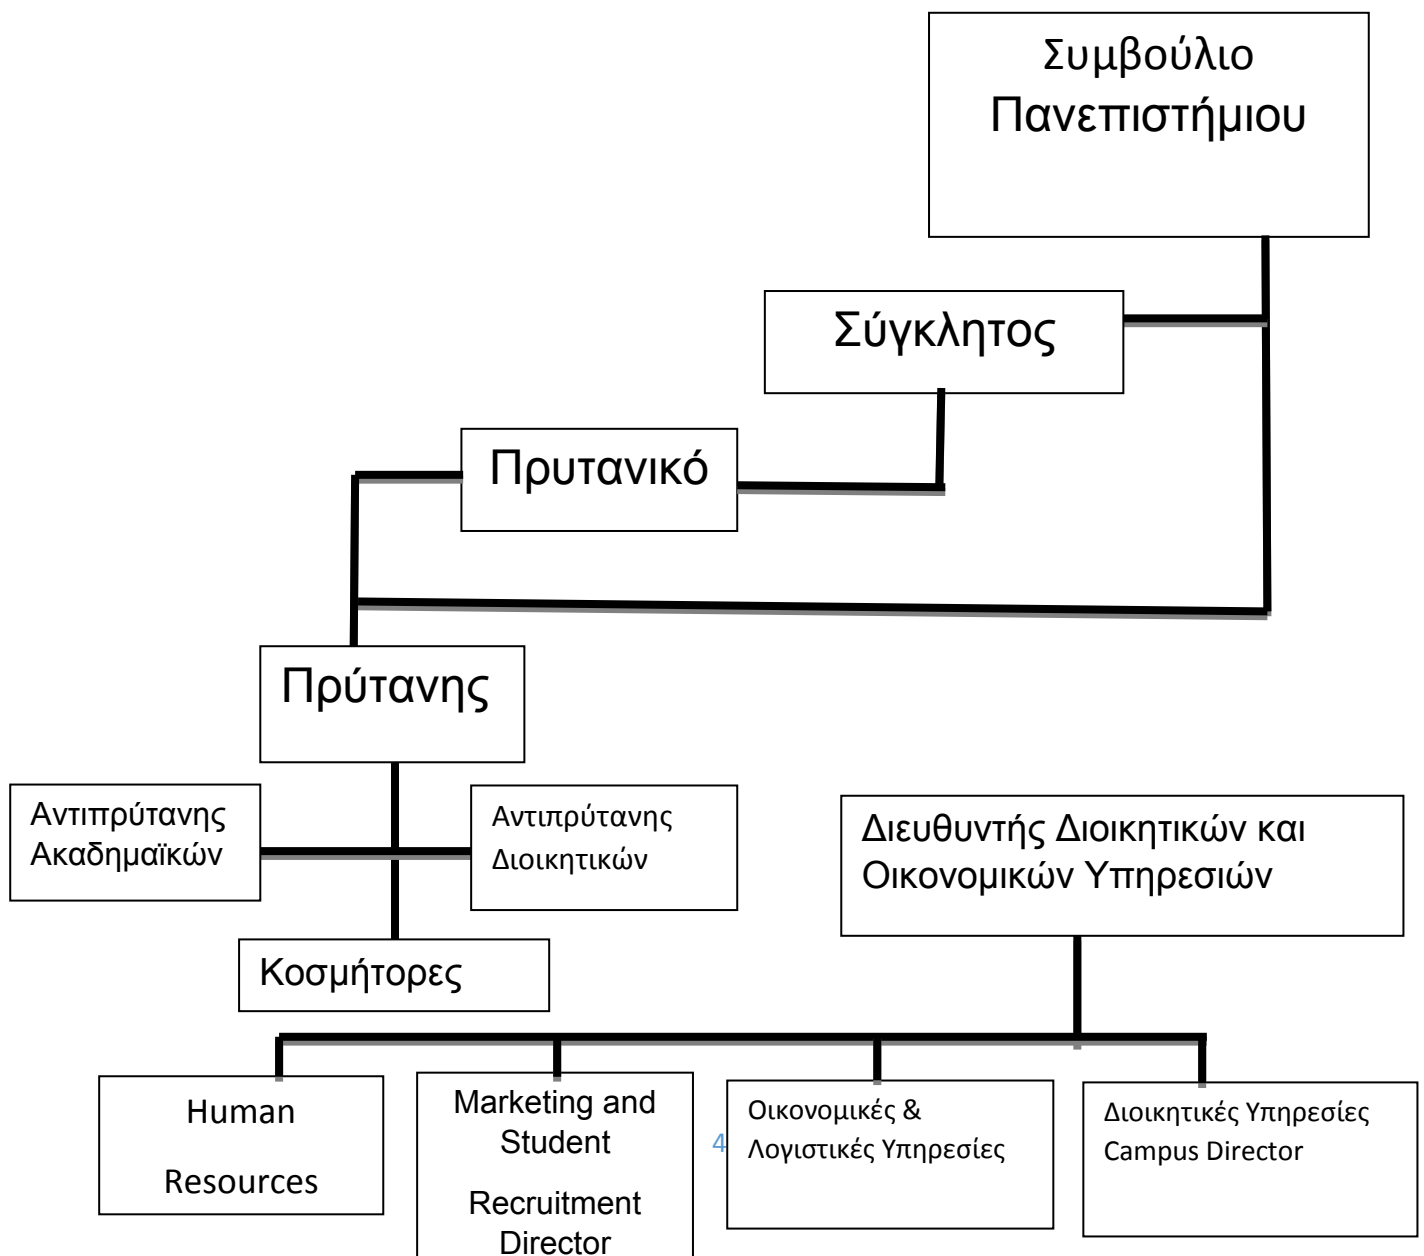 Συμβούλιο
Πανεπιστήμιου
Σύγκλητος
Πρυτανικό
Πρύτανης
Αντιπρύτανης
Ακαδημαϊκών
Αντιπρύτανης
Διοικητικών
Διευθυντής Διοικητικών και
Οικονομικών Υπηρεσιών
Κοσμήτορες
Human
Resources
Marketing and
Student
Recruitment
Director
4
Οικονομικές &
Λογιστικές Υπηρεσίες
Διοικητικές Υπηρεσίες
Campus Director